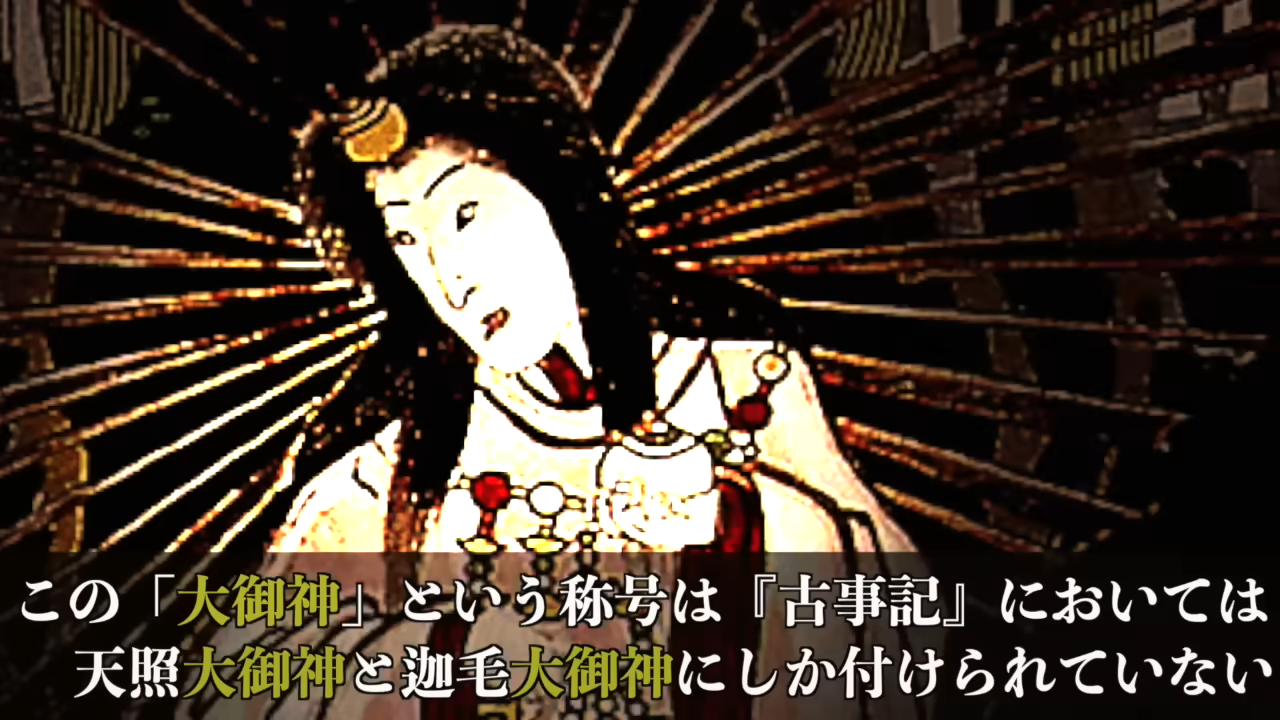 この「大御神」という称号は『古事記』においては
天照大御神と迦毛大御神にしか付けられていない